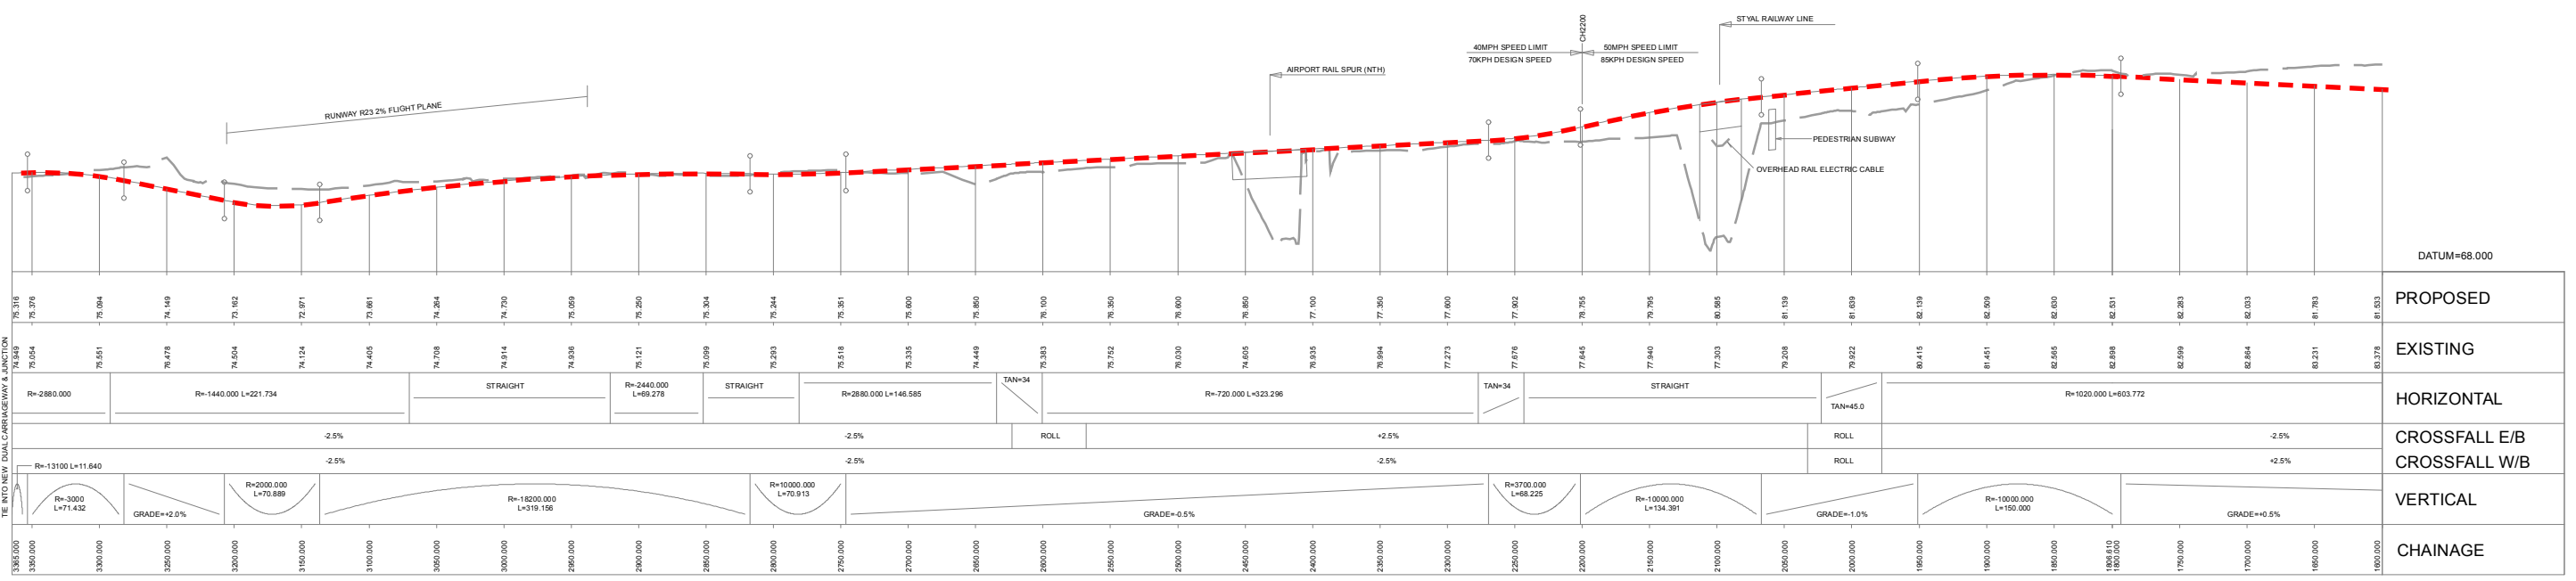 CH2200
STYAL RAILWAY LINE
40MPH SPEED LIMIT
70KPH DESIGN SPEED
50MPH SPEED LIMIT
85KPH DESIGN SPEED
AIRPORT RAIL SPUR (NTH)
RUNWAY R23 2% FLIGHT PLANE
PEDESTRIAN SUBWAY
OVERHEAD RAIL ELECTRIC CABLE
DATUM=68.000
75.316 75.376 75.094 74.149 73.162 72.971 73.661 74.264 74.730 75.059 75.250 75.304 75.244 75.351 75.600 75.850 76.100 76.350 76.600 76.850 77.100 77.350 77.600 77.902 78.755 79.795 80.585 81.139 81.639 82.139 82.509 82.630 82.531 82.283 82.033 81.783 81.533 PROPOSED
74.949 75.054 75.551 76.478 74.504 74.124 74.405 74.708 74.914 74.936 75.121 75.099 75.293 75.518 75.335 74.449 75.383 75.752 76.030 74.605 76.935 76.994 77.273 77.676 77.645 77.940 77.303 79.208 79.922 80.415 81.451 82.565 82.898 82.599 82.864 83.231 83.378 EXISTING
TIE INTO NEW DUAL CARRIAGEWAY & JUNCTION
R=-2880.000
R=-1440.000 L=221.734
STRAIGHT
R=-2440.000
L=69.278
STRAIGHT
R=2880.000 L=146.585
TAN=34
R=-720.000 L=323.296
TAN=34
STRAIGHT
TAN=45.0
R=1020.000 L=603.772
HORIZONTAL
-2.5% -2.5% ROLL +2.5% ROLL -2.5% CROSSFALL E/B
-2.5% -2.5% -2.5% ROLL +2.5% CROSSFALL W/B
R=-13100 L=11.640
R=-3000
L=71.432
GRADE=+2.0%
R=2000.000
L=70.889
R=-18200.000
L=319.156
R=10000.000
L=70.913
GRADE=-0.5%
R=3700.000
L=68.225
R=-10000.000
L=134.391
GRADE=-1.0%
R=-10000.000
L=150.000
GRADE=+0.5%
VERTICAL
3365.000 3350.000 3300.000 3250.000 3200.000 3150.000 3100.000 3050.000 3000.000 2950.000 2900.000 2850.000 2800.000 2750.000 2700.000 2650.000 2600.000 2550.000 2500.000 2450.000 2400.000 2350.000 2300.000 2250.000 2200.000 2150.000 2100.000 2050.000 2000.000 1950.000 1900.000 1850.000 1806.610 1800.000 1750.000 1700.000 1650.000 1600.000 CHAINAGE